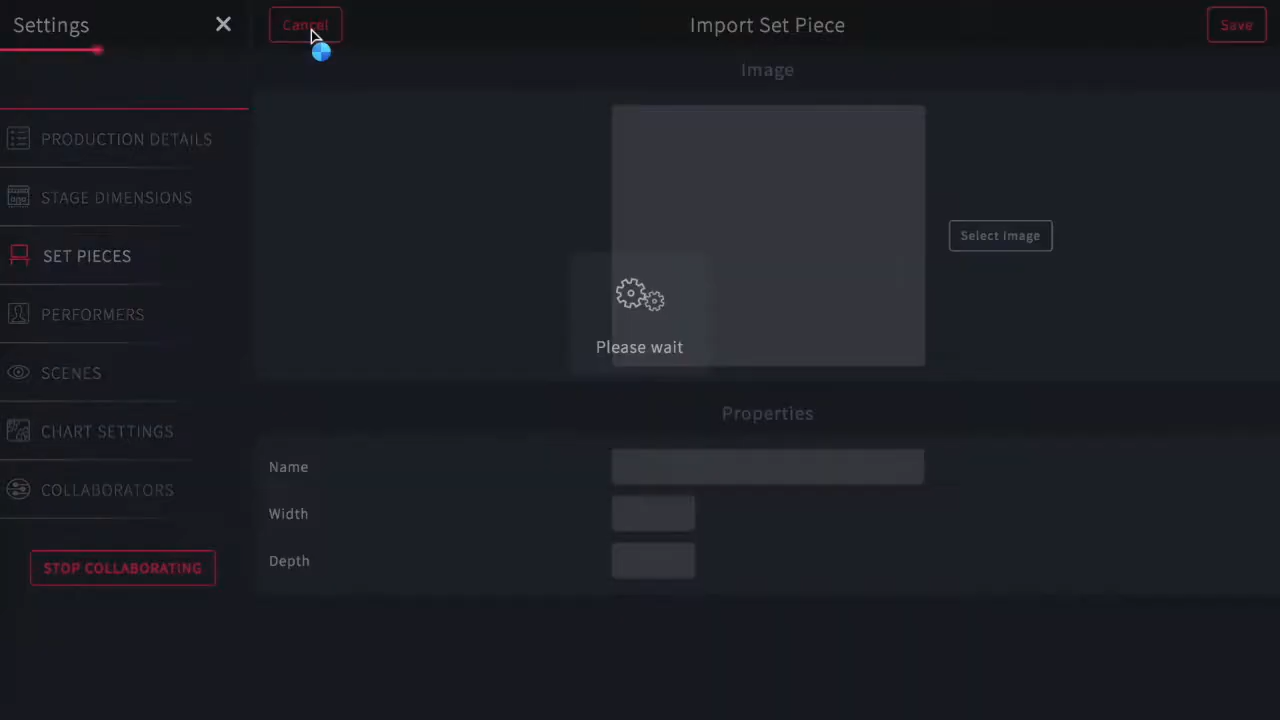 Settings
Cancel
Import Set Piece
Save
Image
PRODUCTION DETAILS
STAGE DIMENSIONS
SET PIECES
PERFORMERS
SCENES
CHART SETTINGS
COLLABORATORS
STOP COLLABORATING
Select Image
Please wait
Properties
Name
Width
Depth